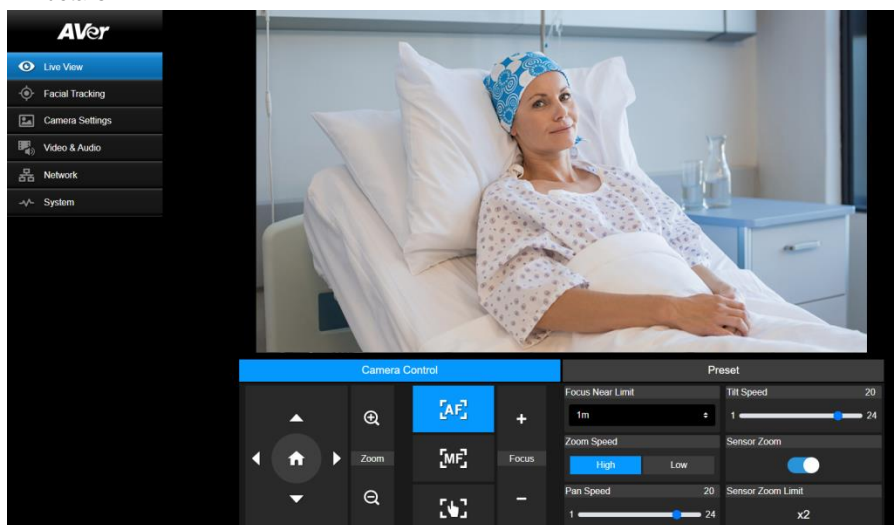 AVer
Live View
Facial Tracking
Camera Settings
Video & Audio
Network
System
Camera Control
Preset
AF
MF
Zoom
Focus
+
−
Focus Near Limit
1m
Zoom Speed
High Low
Pan Speed 20
1 24
Tilt Speed 20
1 24
Sensor Zoom
Sensor Zoom Limit
x2